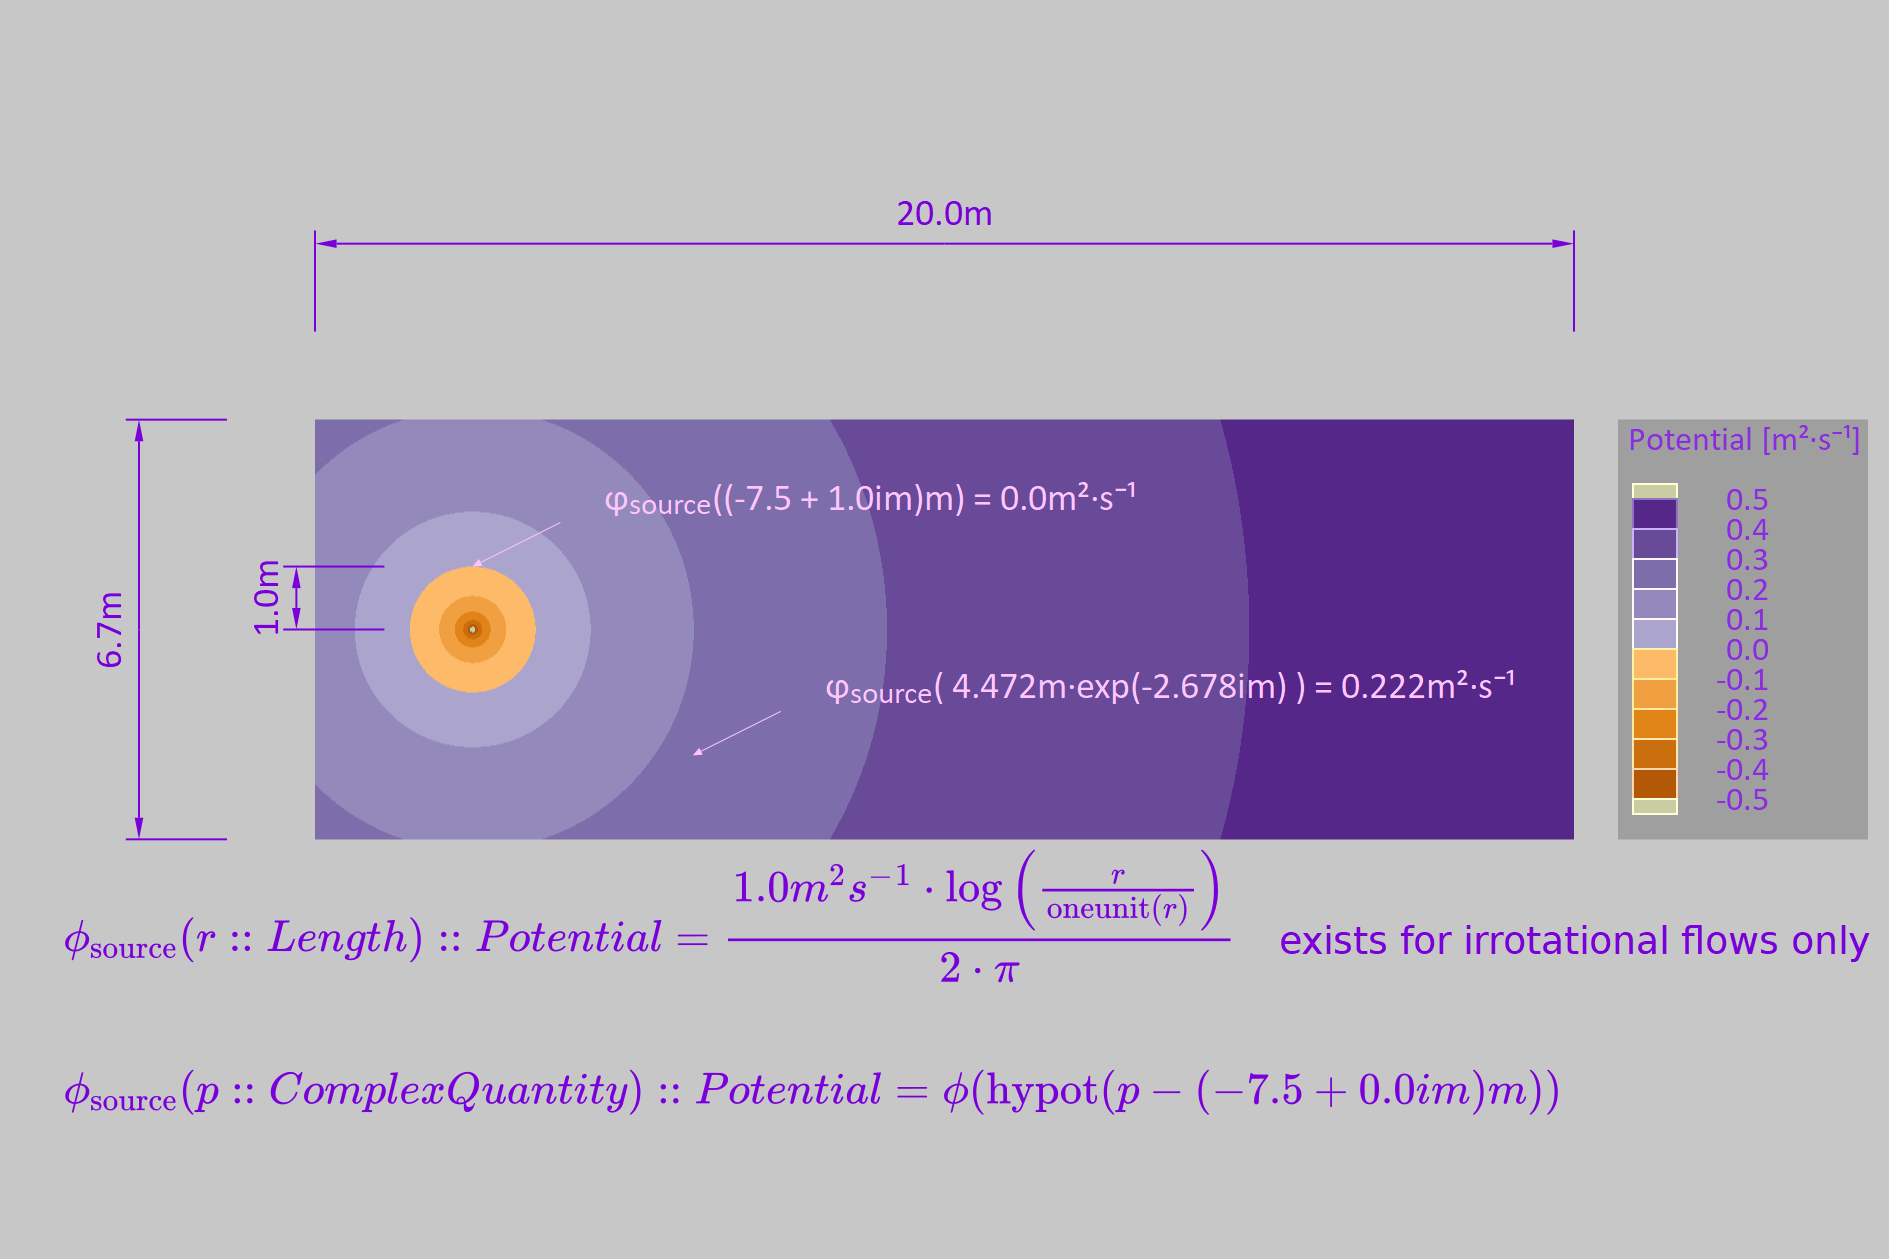 20.0m
6.7m
1.0m
φsource((-7.5 + 1.0im)m) = 0.0m²∙s⁻¹
φsource( 4.472m∙exp(-2.678im) ) = 0.222m²∙s⁻¹
Potential [m²∙s⁻¹]
0.5
0.4
0.3
0.2
0.1
0.0
-0.1
-0.2
-0.3
-0.4
-0.5
ϕsource(r :: Length) :: Potential = 1.0m²s⁻¹ · log(r / oneunit(r)) / 2 · π exists for irrotational flows only
ϕsource(p :: ComplexQuantity) :: Potential = ϕ(hypot(p − (−7.5 + 0.0im)m))